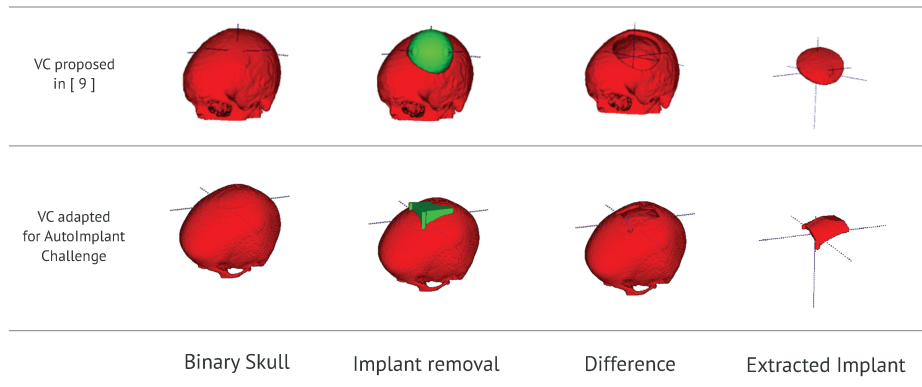 VC proposed
in [ 9 ]
VC adapted
for AutoImplant
Challenge
Binary Skull
Implant removal
Difference
Extracted Implant